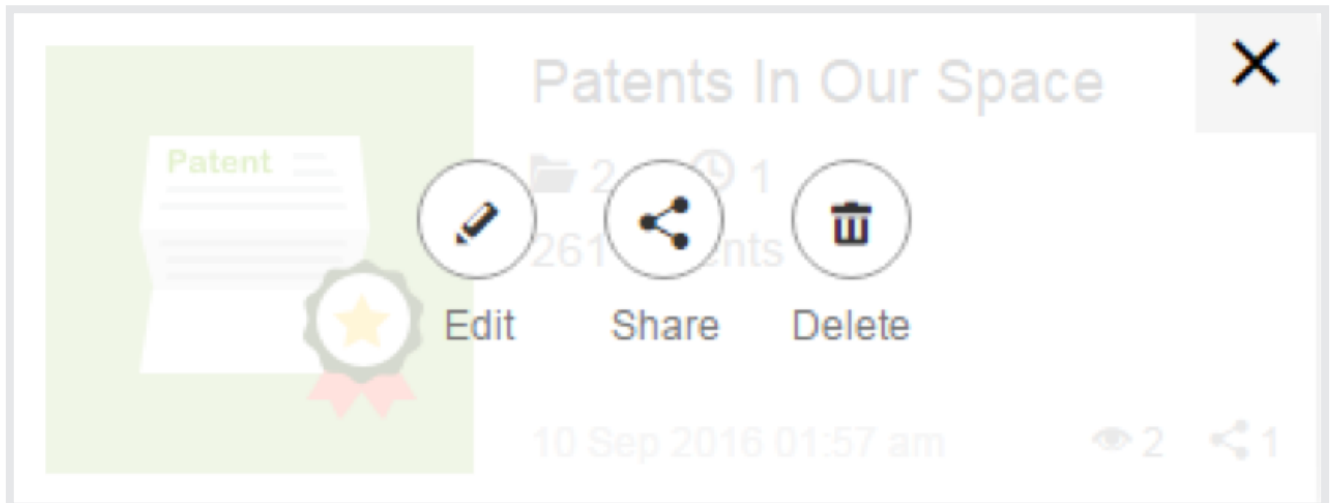 Patents In Our Space
Patent
2 1
261 ents
Edit Share Delete
10 Sep 2016 01:57 am 2 1